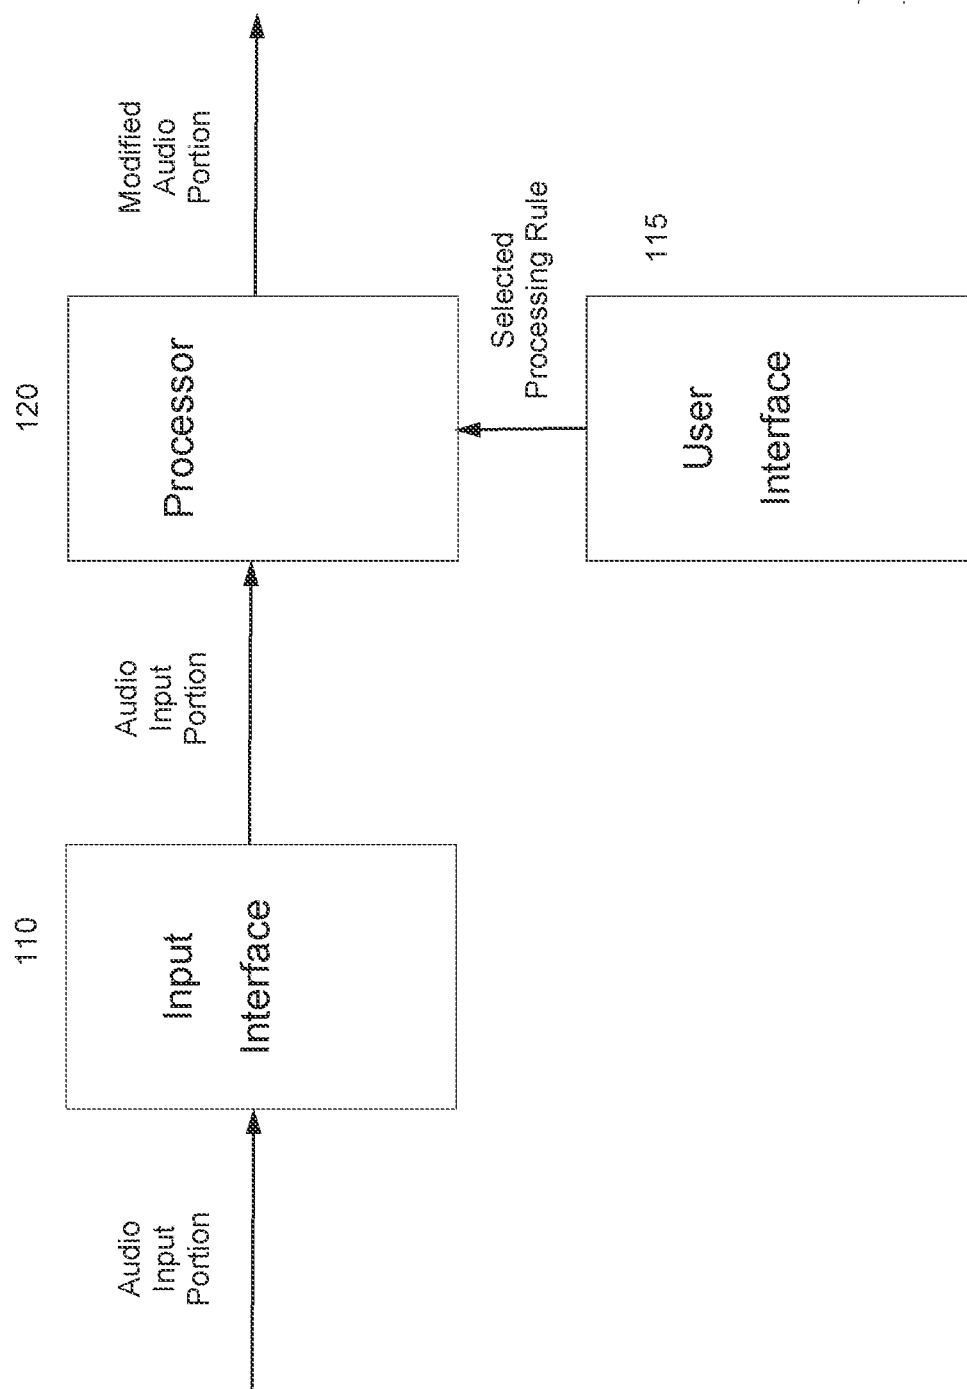 110
120
Audio
Input
Portion
Input
Interface
Audio
Input
Portion
Processor
Modified
Audio
Portion
Selected
Processing Rule
115
User
Interface